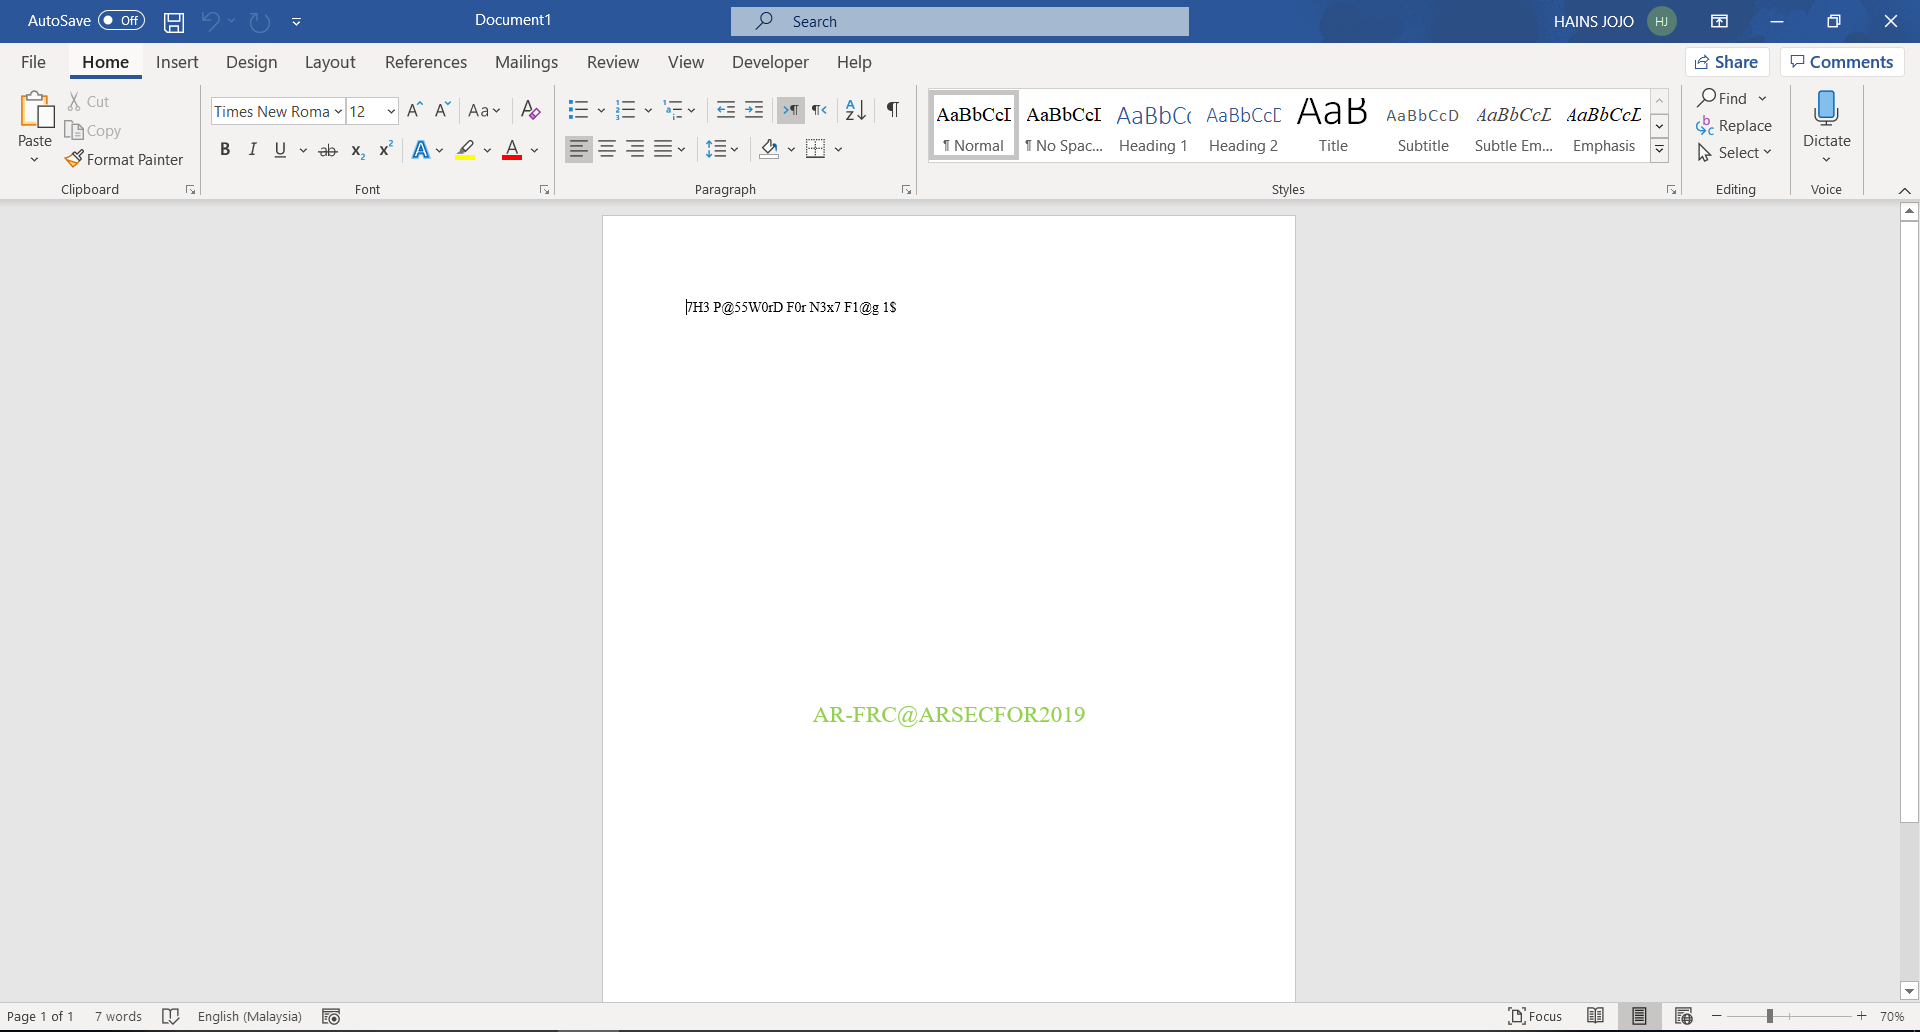 AutoSave Off Document1 Search HAINS JOJO HJ
File Home Insert Design Layout References Mailings Review View Developer Help Share Comments
Paste Cut Copy Format Painter
Clipboard
Times New Roma 12 Aa
B I U ab x₂ x² A A
Font
Paragraph
AaBbCcI ¶ Normal
AaBbCcI ¶ No Spac...
AaBbCc Heading 1
AaBbCcD Heading 2
AaB Title
AaBbCcD Subtitle
AaBbCcL Subtle Em...
AaBbCcL Emphasis
Styles
Find
Replace
Select
Editing
Dictate
Voice
7H3 P@55W0rD F0r N3x7 F1@g 1$
AR-FRC@ARSECFOR2019
Page 1 of 1 7 words English (Malaysia) Focus 70%